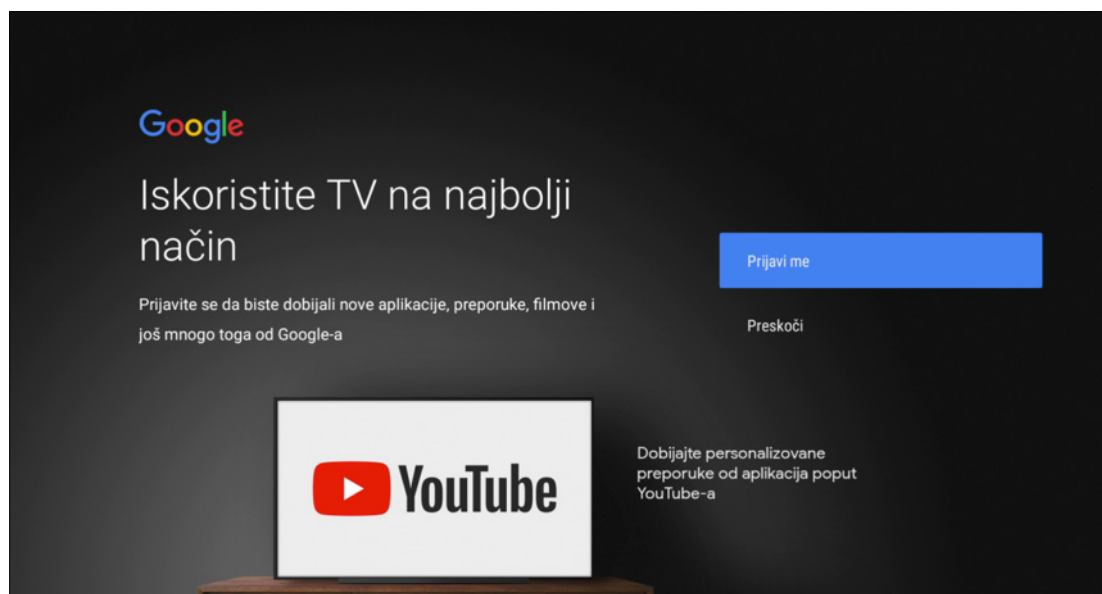 Google
Iskoristite TV na najbolji
način
Prijavite se da biste dobijali nove aplikacije, preporuke, filmove i
još mnogo toga od Google-a
Prijavi me
Preskoči
YouTube
Dobijajte personalizovane
preporuke od aplikacija poput
YouTube-a